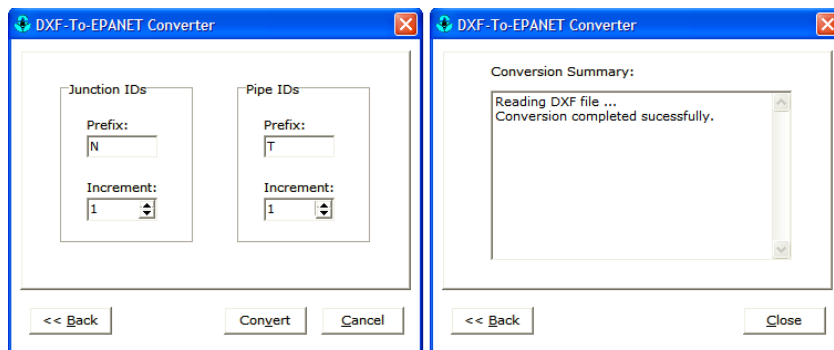 DXF-To-EPANET Converter
Junction IDs
Prefix:
N
Increment:
1
Pipe IDs
Prefix:
T
Increment:
1
<< Back
Convert
Cancel
DXF-To-EPANET Converter
Conversion Summary:
Reading DXF file ...
Conversion completed sucessfully.
<< Back
Close